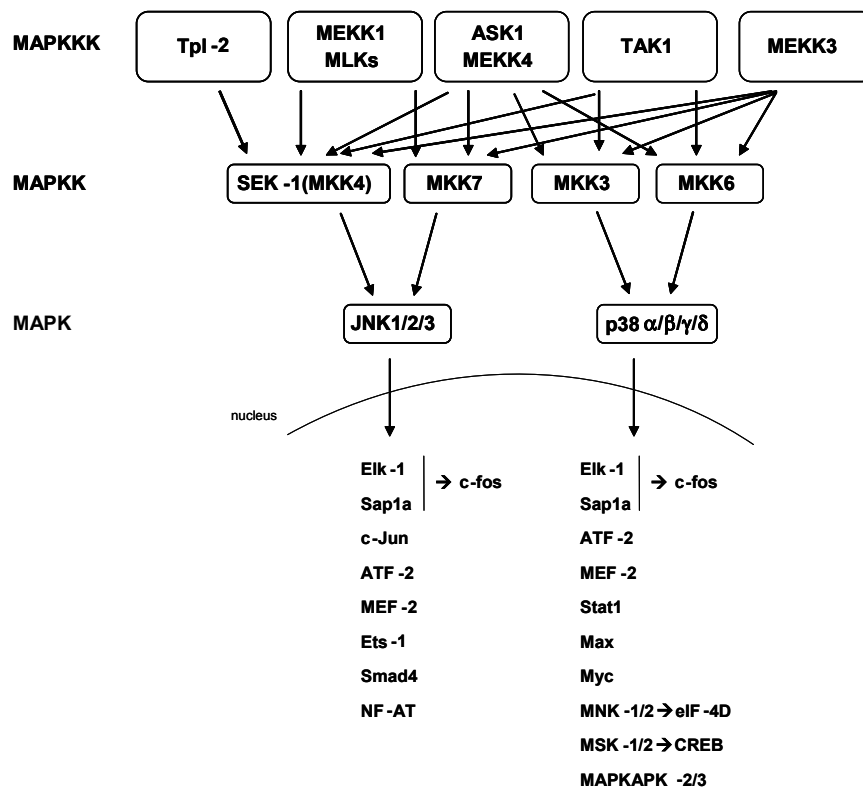 MAPKKK
Tpl -2
MEKK1
MLKs
ASK1
MEKK4
TAK1
MEKK3
MAPKK
SEK -1(MKK4)
MKK7
MKK3
MKK6
MAPK
JNK1/2/3
p38 α/β/γ/δ
nucleus
Elk -1
Sap1a
→ c-fos
c-Jun
ATF -2
MEF -2
Ets -1
Smad4
NF -AT
Elk -1
Sap1a
→ c-fos
ATF -2
MEF -2
Stat1
Max
Myc
MNK -1/2 → eIF -4D
MSK -1/2 → CREB
MAPKAPK -2/3